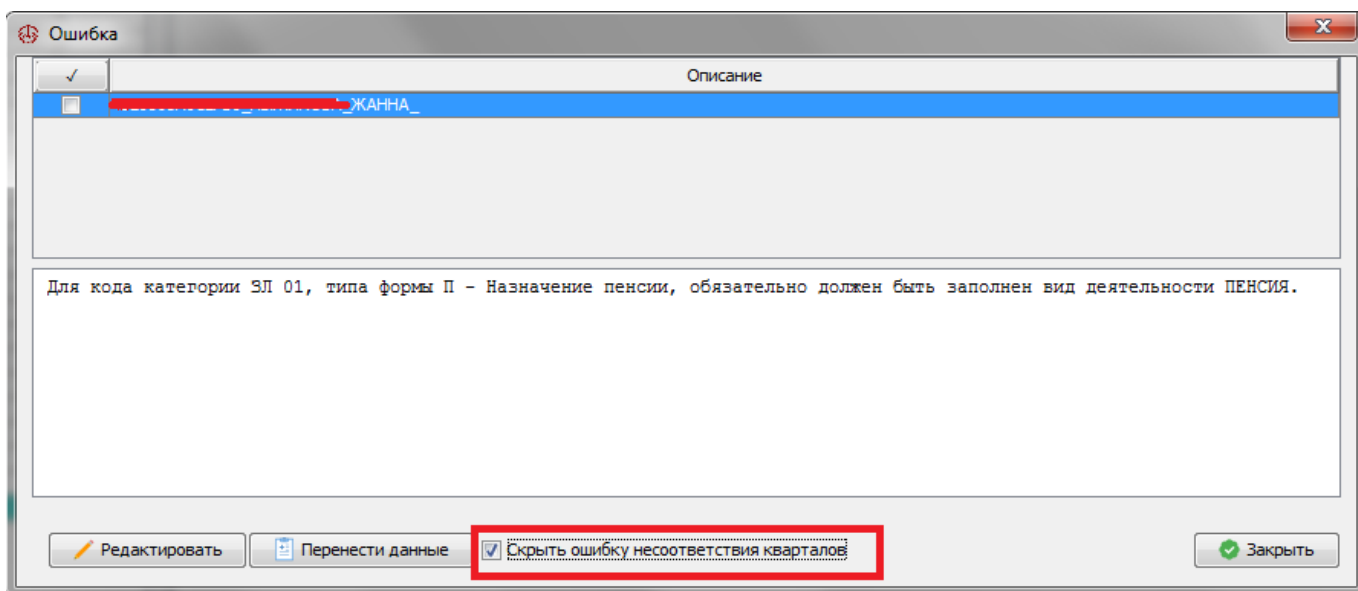 Ошибка
✓ Описание
_ЖАННА_
Для кода категории ЗЛ 01, типа формы П - Назначение пенсии, обязательно должен быть заполнен вид деятельности ПЕНСИЯ.
Редактировать Перенести данные Скрыть ошибку несоответствия кварталов Закрыть